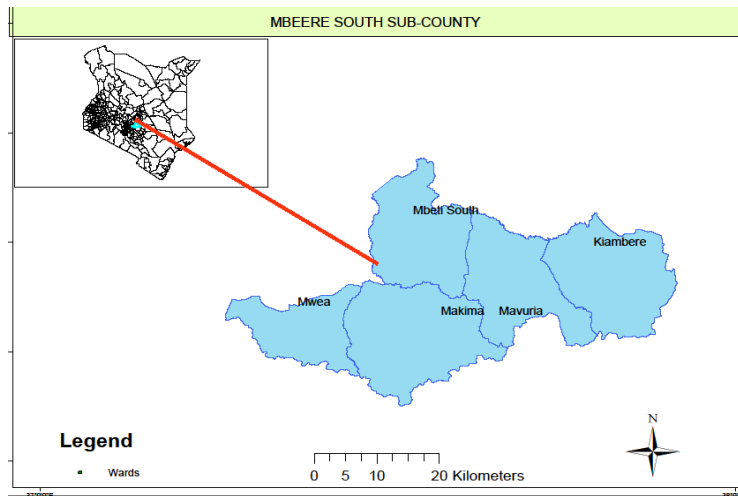 MBEERE SOUTH SUB-COUNTY
Mbeti South
Kiambere
Mwea
Makima
Mavuria
N
Legend
Wards
0 5 10 20 Kilometers